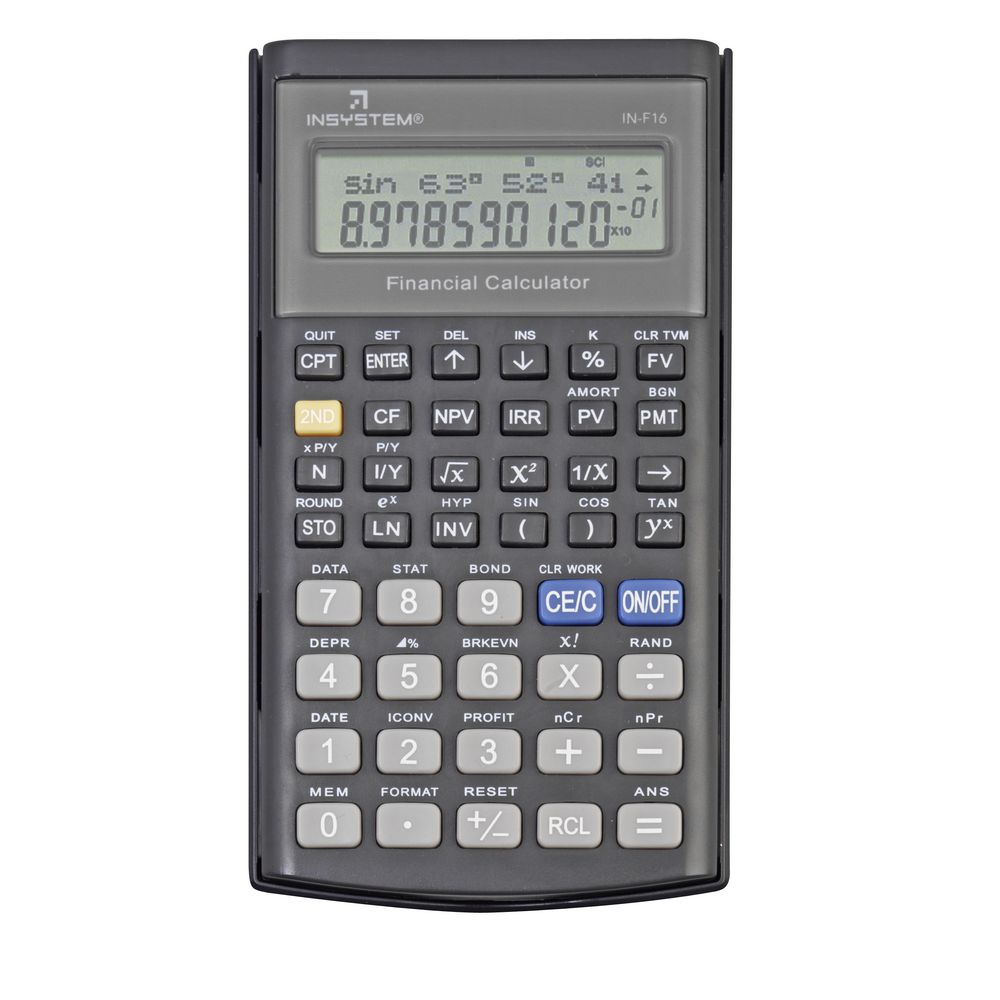 INSYSTEM® IN-F16
SCI
sin 63° 52° 41 →
8.978590120 X10 -01
Financial Calculator
QUIT SET DEL INS K CLR TVM
CPT ENTER ↑ ↓ % FV
AMORT BGN
2ND CF NPV IRR PV PMT
x P/Y P/Y
N I/Y √x X² 1/X →
ROUND eˣ HYP SIN COS TAN
STO LN INV ( ) yˣ
DATA STAT BOND CLR WORK
7 8 9 CE/C ON/OFF
DEPR ◢% BRKEVN x! RAND
4 5 6 X ÷
DATE ICONV PROFIT nCr nPr
1 2 3 + −
MEM FORMAT RESET ANS
0 . +/− RCL =